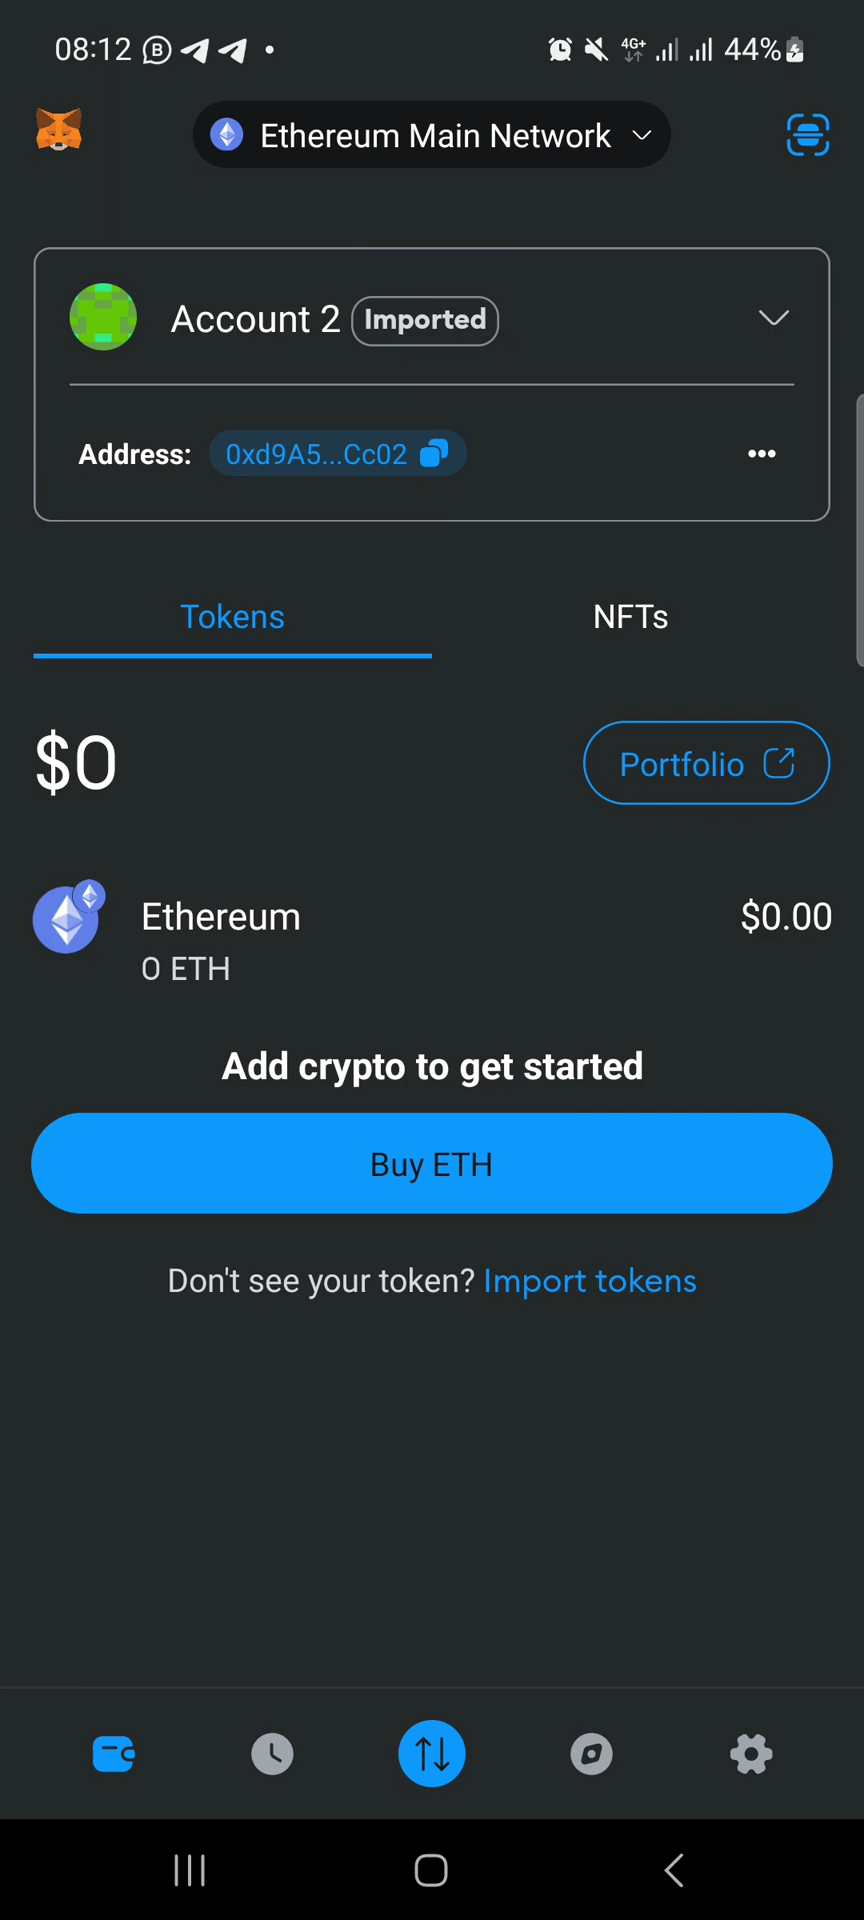 08:12
4G+ 44%
Ethereum Main Network
Account 2 Imported
Address: 0xd9A5...Cc02
Tokens NFTs
$0 Portfolio
Ethereum $0.00
0 ETH
Add crypto to get started
Buy ETH
Don't see your token? Import tokens